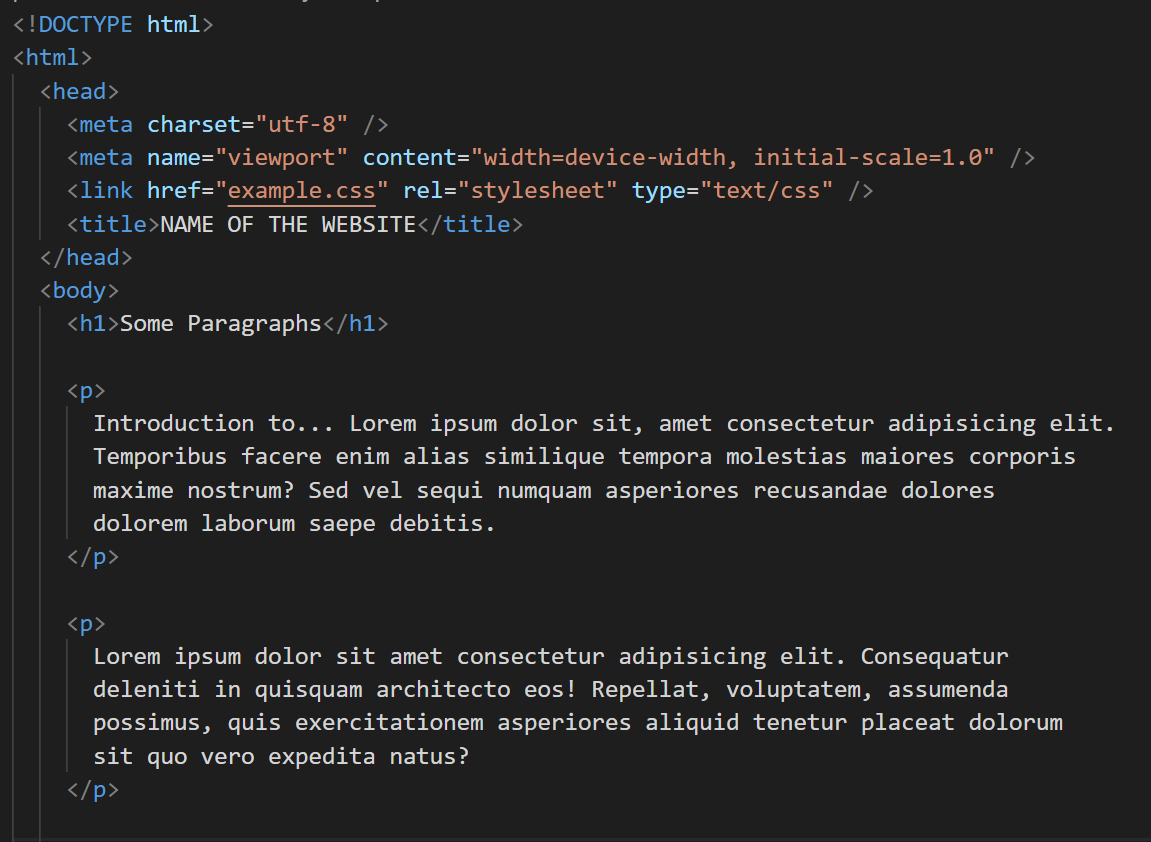 <!DOCTYPE html>
<html>
<head>
<meta charset="utf-8" />
<meta name="viewport" content="width=device-width, initial-scale=1.0" />
<link href="example.css" rel="stylesheet" type="text/css" />
<title>NAME OF THE WEBSITE</title>
</head>
<body>
<h1>Some Paragraphs</h1>
<p>
Introduction to... Lorem ipsum dolor sit, amet consectetur adipisicing elit.
Temporibus facere enim alias similique tempora molestias maiores corporis
maxime nostrum? Sed vel sequi numquam asperiores recusandae dolores
dolorem laborum saepe debitis.
</p>
<p>
Lorem ipsum dolor sit amet consectetur adipisicing elit. Consequatur
deleniti in quisquam architecto eos! Repellat, voluptatem, assumenda
possimus, quis exercitationem asperiores aliquid tenetur placeat dolorum
sit quo vero expedita natus?
</p>